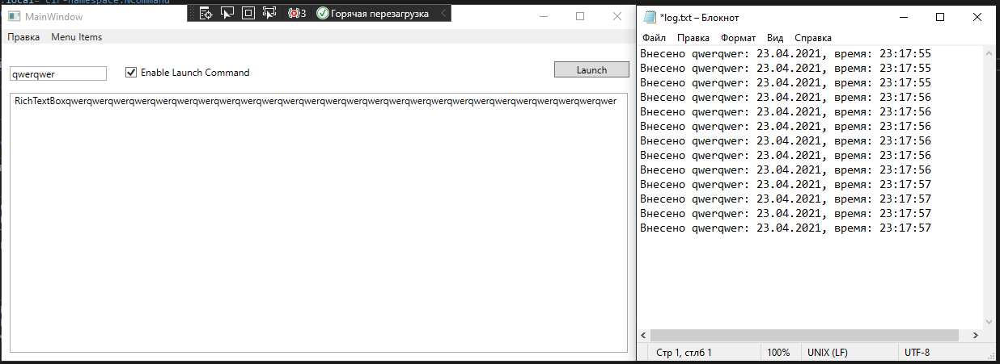 MainWindow
3
Горячая перезагрузка
Правка Menu Items
qwerqwer
Enable Launch Command
Launch
RichTextBoxqwerqwerqwerqwerqwerqwerqwerqwerqwerqwerqwerqwerqwerqwerqwerqwerqwerqwerqwerqwerqwerqwerqwerqwerqwerqwer
*log.txt – Блокнот
Файл Правка Формат Вид Справка
Внесено qwerqwer: 23.04.2021, время: 23:17:55
Внесено qwerqwer: 23.04.2021, время: 23:17:55
Внесено qwerqwer: 23.04.2021, время: 23:17:55
Внесено qwerqwer: 23.04.2021, время: 23:17:56
Внесено qwerqwer: 23.04.2021, время: 23:17:56
Внесено qwerqwer: 23.04.2021, время: 23:17:56
Внесено qwerqwer: 23.04.2021, время: 23:17:56
Внесено qwerqwer: 23.04.2021, время: 23:17:56
Внесено qwerqwer: 23.04.2021, время: 23:17:56
Внесено qwerqwer: 23.04.2021, время: 23:17:57
Внесено qwerqwer: 23.04.2021, время: 23:17:57
Внесено qwerqwer: 23.04.2021, время: 23:17:57
Внесено qwerqwer: 23.04.2021, время: 23:17:57
Стр 1, стлб 1 100% UNIX (LF) UTF-8